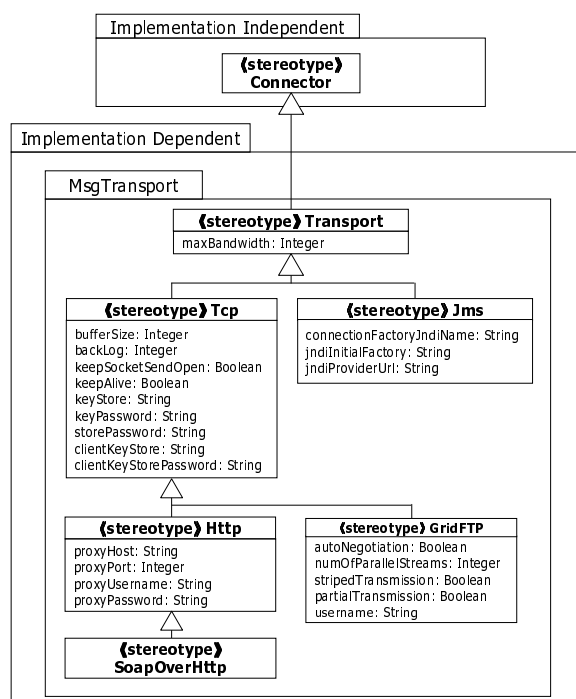 Implementation Independent
《stereotype》
Connector
Implementation Dependent
MsgTransport
《stereotype》Transport
maxBandwidth: Integer
《stereotype》Tcp
bufferSize: Integer
backLog: Integer
keepSocketSendOpen: Boolean
keepAlive: Boolean
keyStore: String
keyPassword: String
storePassword: String
clientKeyStore: String
clientKeyStorePassword: String
《stereotype》Jms
connectionFactoryJndiName: String
jndiInitialFactory: String
jndiProviderUrl: String
《stereotype》Http
proxyHost: String
proxyPort: Integer
proxyUsername: String
proxyPassword: String
《stereotype》GridFTP
autoNegotiation: Boolean
numOfParallelStreams: Integer
stripedTransmission: Boolean
partialTransmission: Boolean
username: String
《stereotype》
SoapOverHttp